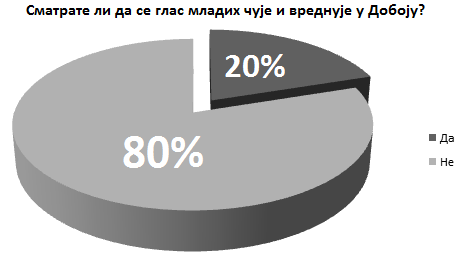 Сматрате ли да се глас младих чује и вреднује у Добоју?
20%
80%
Да
Не